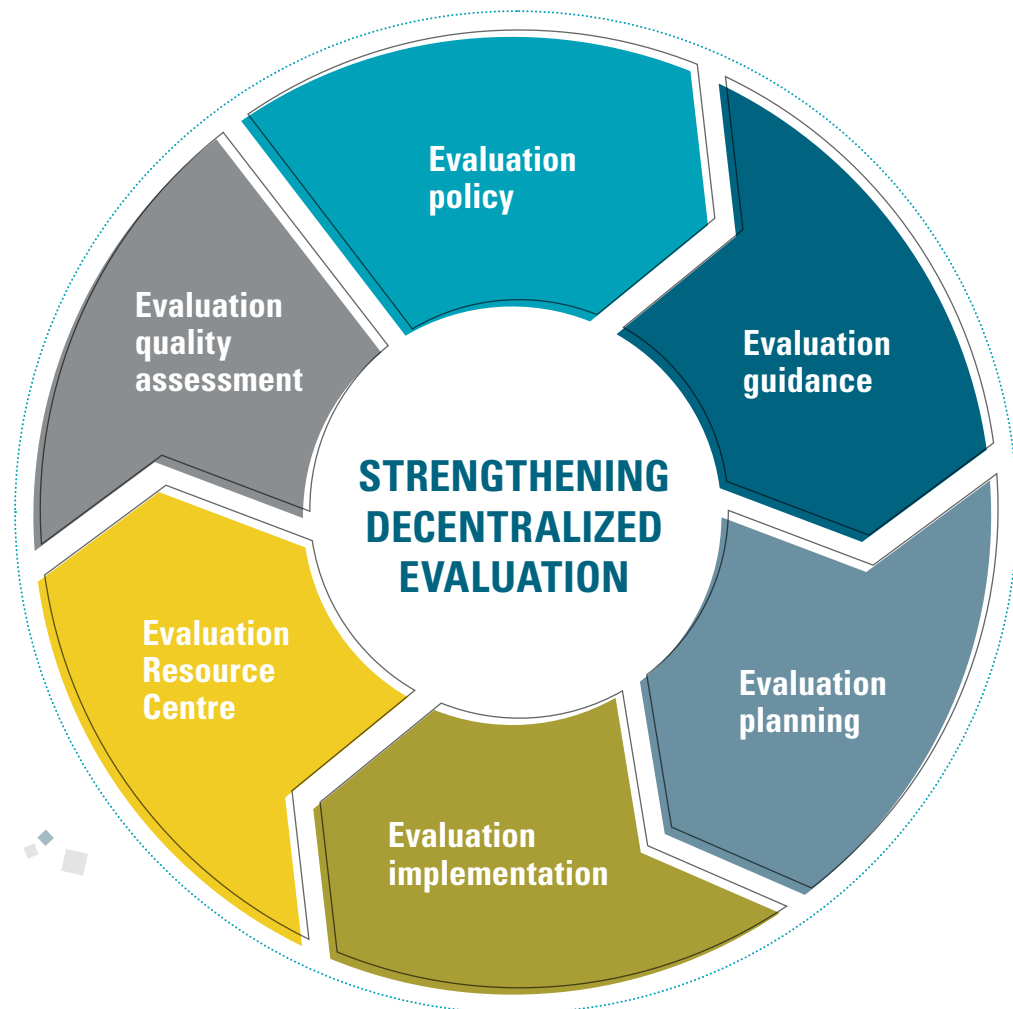 Evaluation
policy
Evaluation
guidance
Evaluation
planning
Evaluation
implementation
Evaluation
Resource
Centre
Evaluation
quality
assessment
STRENGTHENING
DECENTRALIZED
EVALUATION